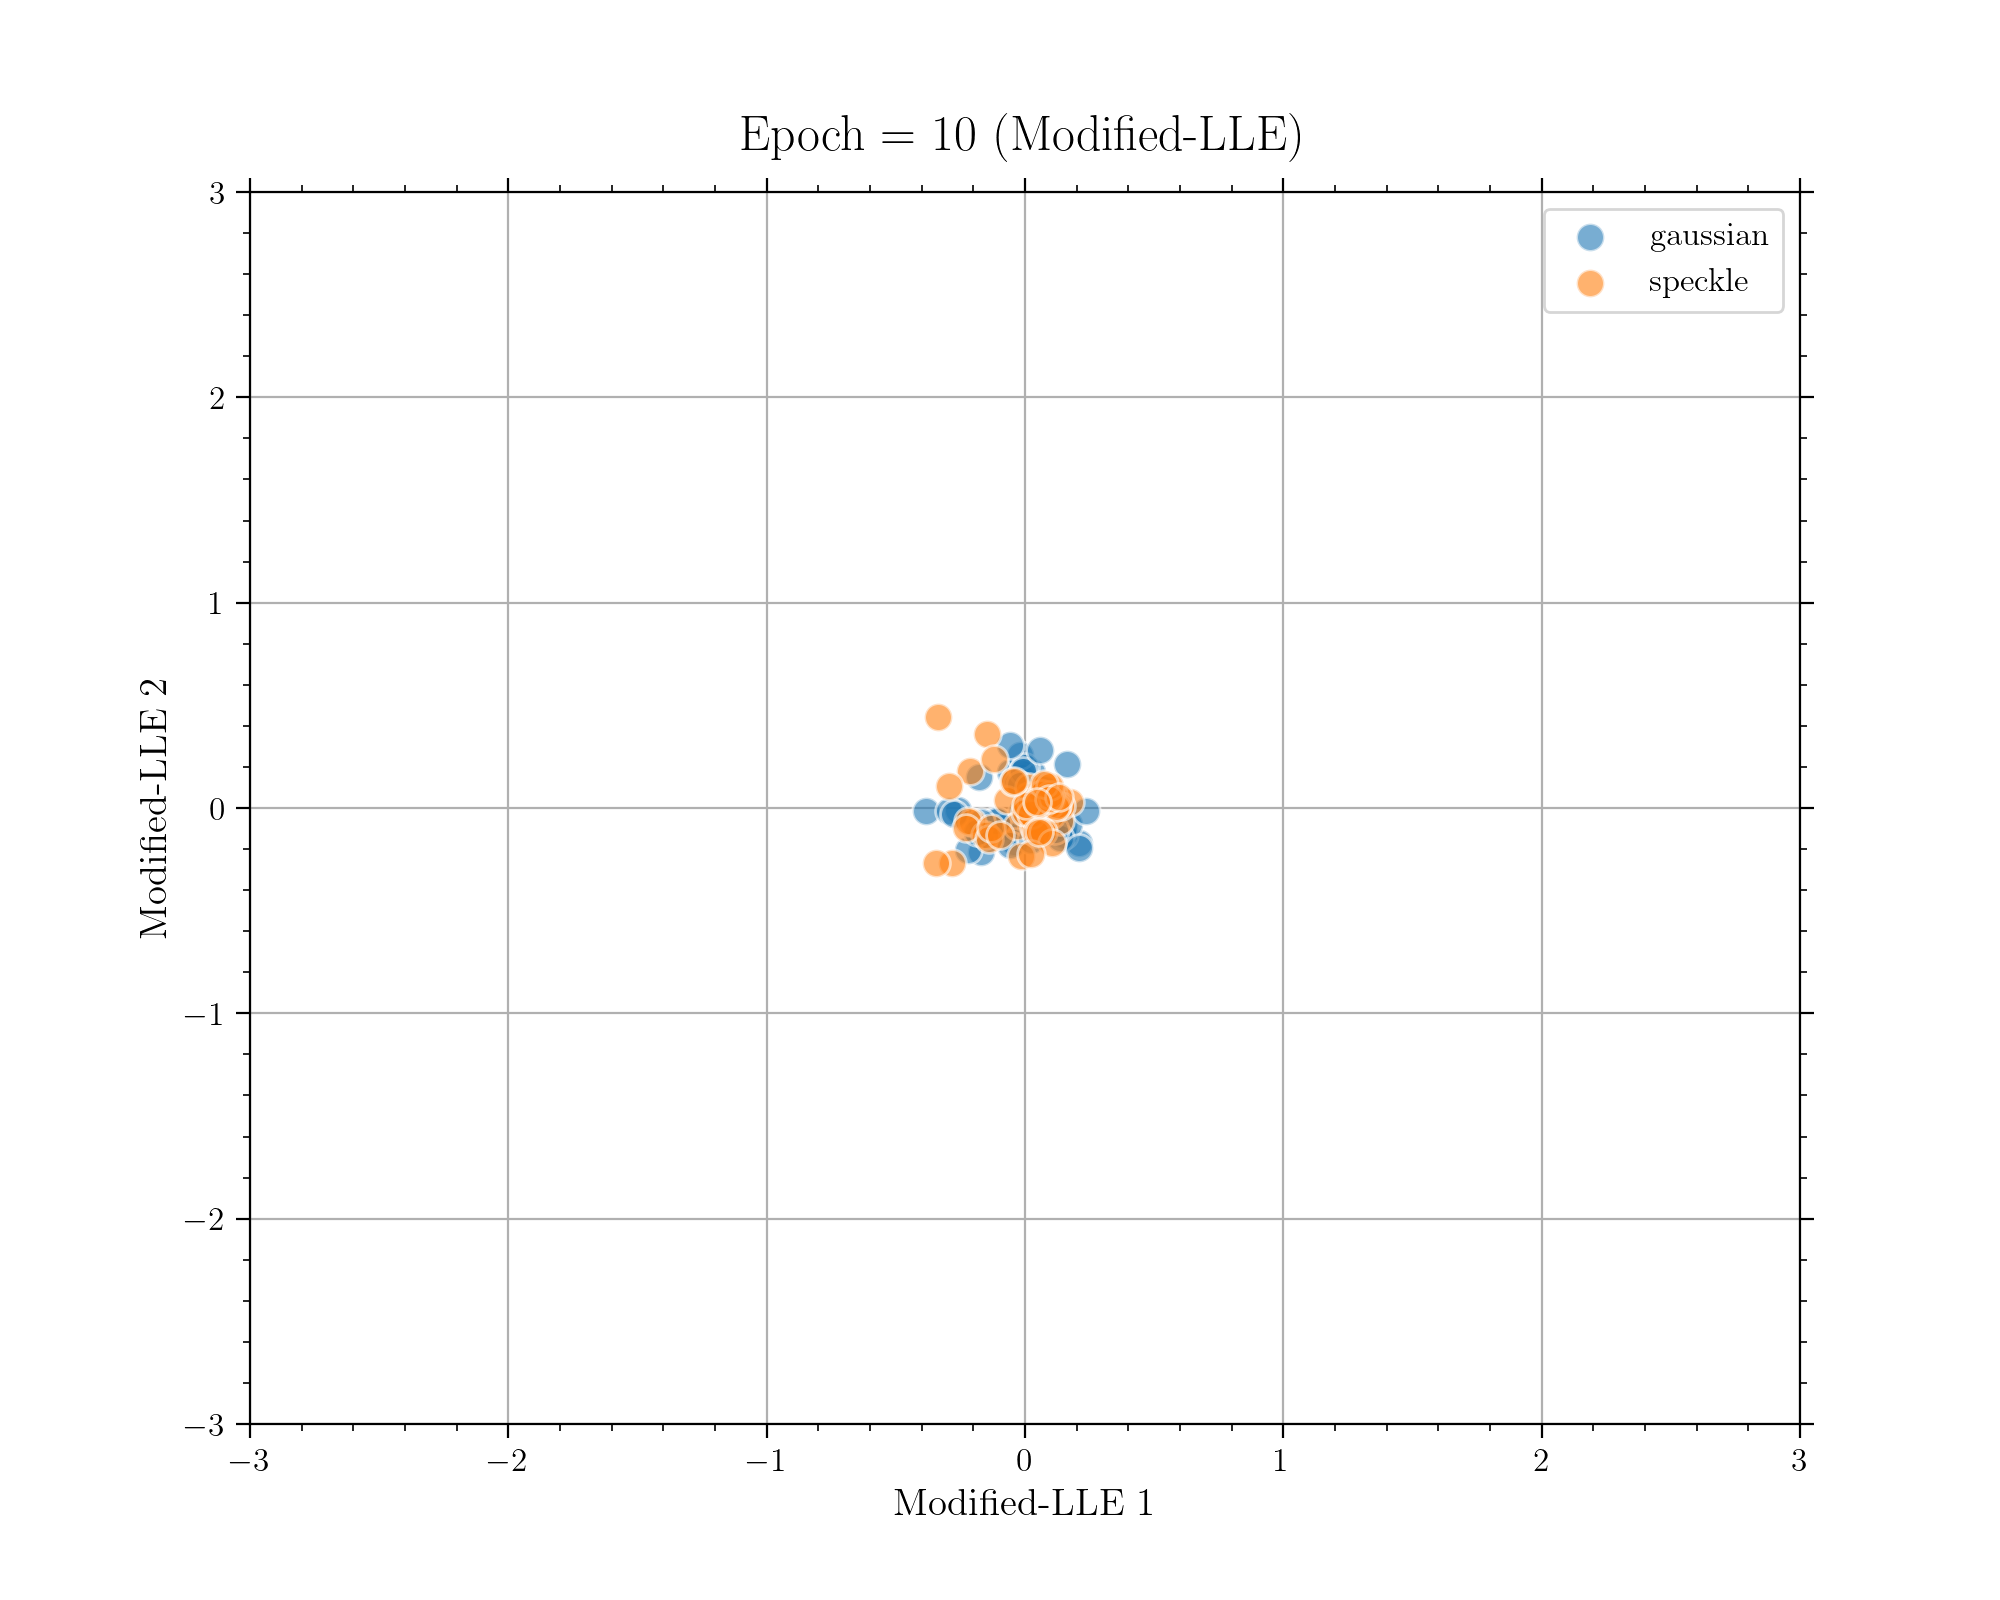 Epoch = 10 (Modified-LLE)
gaussian
speckle
3
2
1
0
−1
−2
−3
Modified-LLE 2
−3
−2
−1
0
1
2
3
Modified-LLE 1